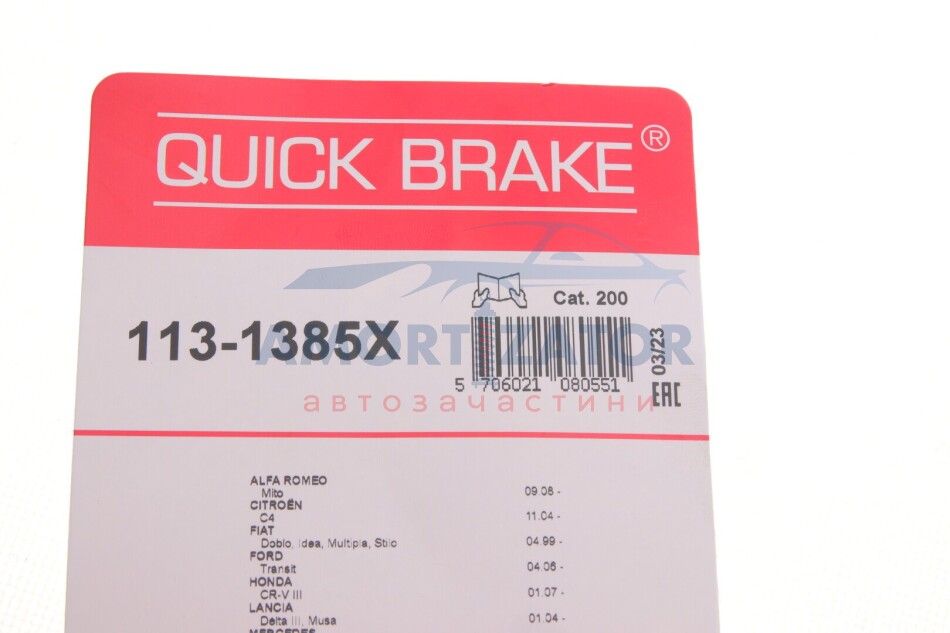 QUICK BRAKE®
Cat. 200
113-1385X
AMORTIZATOR
автозачастини
5 706021 080551
03/23
EAC
ALFA ROMEO
Mito 09.08 -
CITROËN
C4 11.04 -
FIAT
Doblo, Idea, Multipla, Stilo 04.99 -
FORD
Transit 04.06 -
HONDA
CR-V III 01.07 -
LANCIA
Delta III, Musa 01.04 -
MERCEDES